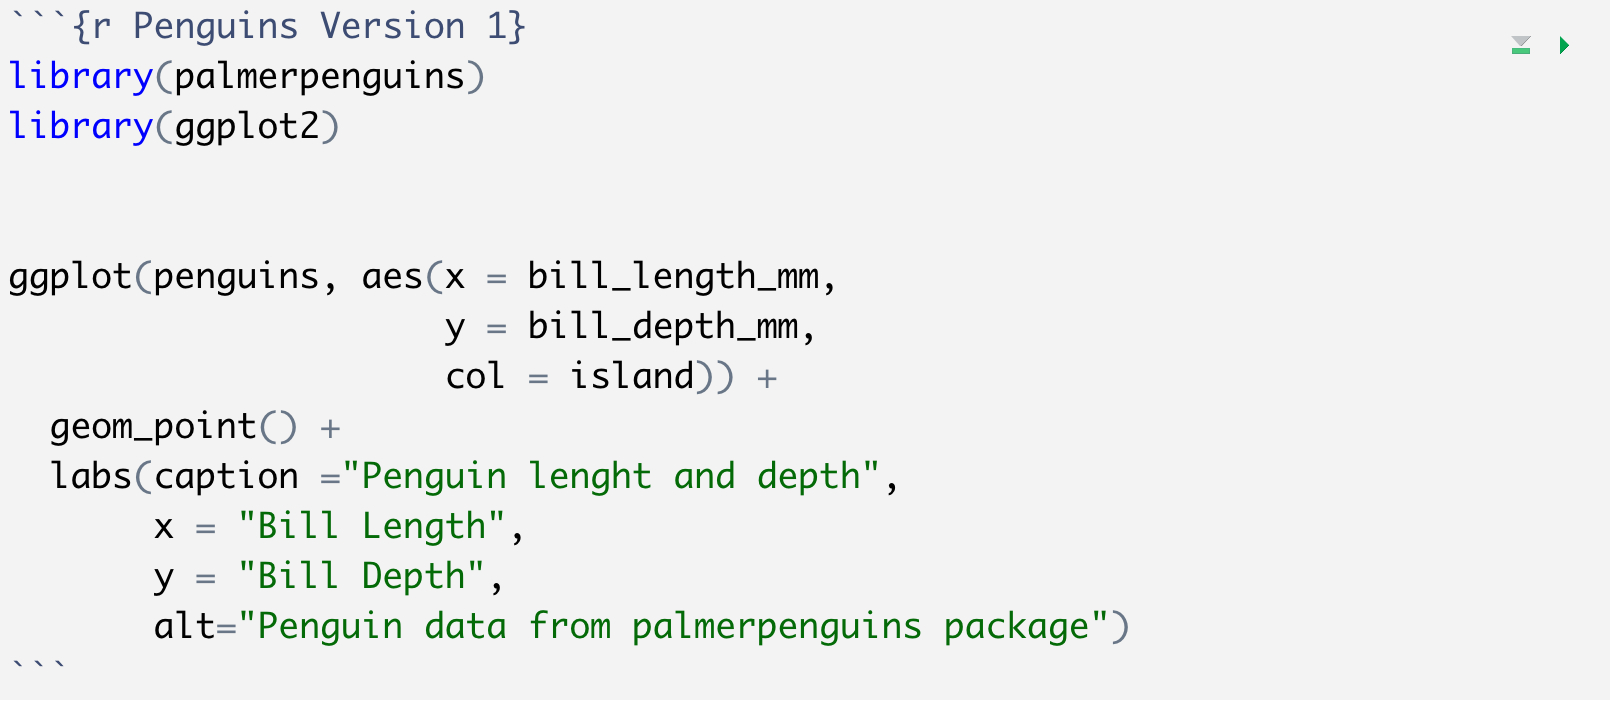 ```{r Penguins Version 1}
library(palmerpenguins)
library(ggplot2)
ggplot(penguins, aes(x = bill_length_mm,
y = bill_depth_mm,
col = island)) +
geom_point() +
labs(caption ="Penguin lenght and depth",
x = "Bill Length",
y = "Bill Depth",
alt="Penguin data from palmerpenguins package")
```